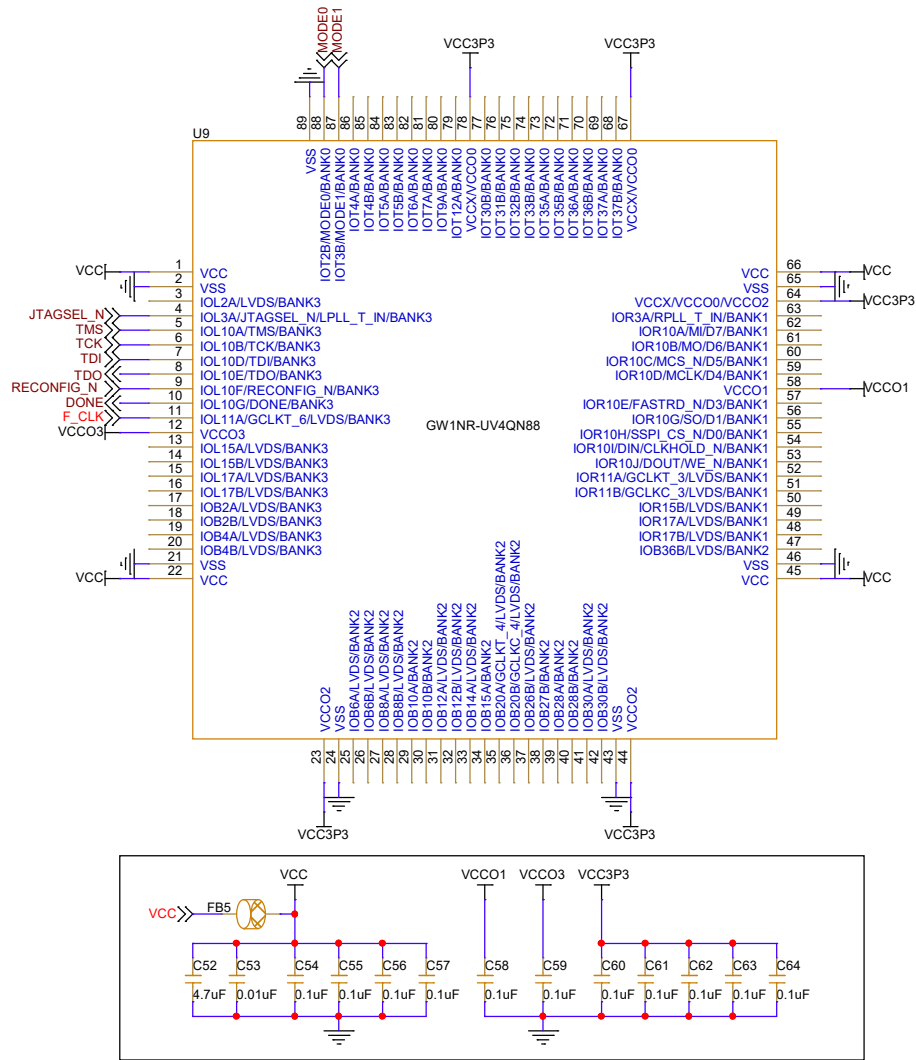 MODE0
MODE1
VCC3P3
VCC3P3
89
88
87
86
85
84
83
82
81
80
79
78
77
76
75
74
73
72
71
70
69
68
67
U9
VSS
IOT2B/MODE0/BANK0
IOT3B/MODE1/BANK0
IOT4A/BANK0
IOT4B/BANK0
IOT5A/BANK0
IOT5B/BANK0
IOT6A/BANK0
IOT7A/BANK0
IOT9A/BANK0
IOT12A/BANK0
VCCX/VCCO0
IOT30B/BANK0
IOT31B/BANK0
IOT32B/BANK0
IOT33B/BANK0
IOT35A/BANK0
IOT35B/BANK0
IOT36A/BANK0
IOT36B/BANK0
IOT37A/BANK0
IOT37B/BANK0
VCCX/VCCO0
VCC 1 VCC
2 VSS
3 IOL2A/LVDS/BANK3
JTAGSEL_N 4 IOL3A/JTAGSEL_N/LPLL_T_IN/BANK3
TMS 5 IOL10A/TMS/BANK3
TCK 6 IOL10B/TCK/BANK3
TDI 7 IOL10D/TDI/BANK3
TDO 8 IOL10E/TDO/BANK3
RECONFIG_N 9 IOL10F/RECONFIG_N/BANK3
DONE 10 IOL10G/DONE/BANK3
F_CLK 11 IOL11A/GCLKT_6/LVDS/BANK3
VCCO3 12 VCCO3
13 IOL15A/LVDS/BANK3
14 IOL15B/LVDS/BANK3
15 IOL17A/LVDS/BANK3
16 IOL17B/LVDS/BANK3
17 IOB2A/LVDS/BANK3
18 IOB2B/LVDS/BANK3
19 IOB4A/LVDS/BANK3
20 IOB4B/LVDS/BANK3
21 VSS
VCC 22 VCC
GW1NR-UV4QN88
VCC 66 VCC
VSS 65
VCCX/VCCO0/VCCO2 64 VCC3P3
IOR3A/RPLL_T_IN/BANK1 63
IOR10A/MI/D7/BANK1 62
IOR10B/MO/D6/BANK1 61
IOR10C/MCS_N/D5/BANK1 60
IOR10D/MCLK/D4/BANK1 59
VCCO1 58 VCCO1
IOR10E/FASTRD_N/D3/BANK1 57
IOR10G/SO/D1/BANK1 56
IOR10H/SSPI_CS_N/D0/BANK1 55
IOR10I/DIN/CLKHOLD_N/BANK1 54
IOR10J/DOUT/WE_N/BANK1 53
IOR11A/GCLKT_3/LVDS/BANK1 52
IOR11B/GCLKC_3/LVDS/BANK1 51
IOR15B/LVDS/BANK1 50
IOR17A/LVDS/BANK1 49
IOR17B/LVDS/BANK1 48
IOB36B/LVDS/BANK2 47
VSS 46
VCC 45 VCC
VCCO2
VSS
IOB6A/LVDS/BANK2
IOB6B/LVDS/BANK2
IOB8A/LVDS/BANK2
IOB8B/LVDS/BANK2
IOB10A/BANK2
IOB10B/BANK2
IOB12A/LVDS/BANK2
IOB12B/LVDS/BANK2
IOB14A/LVDS/BANK2
IOB15A/BANK2
IOB20A/GCLKT_4/LVDS/BANK2
IOB20B/GCLKC_4/LVDS/BANK2
IOB26B/LVDS/BANK2
IOB27B/BANK2
IOB28A/BANK2
IOB28B/BANK2
IOB30A/LVDS/BANK2
IOB30B/LVDS/BANK2
VSS
VCCO2
23
24
25
26
27
28
29
30
31
32
33
34
35
36
37
38
39
40
41
42
43
44
VCC3P3
VCC3P3
VCC VCCO1 VCCO3 VCC3P3
VCC FB5
C52 C53 C54 C55 C56 C57 C58 C59 C60 C61 C62 C63 C64
4.7uF 0.01uF 0.1uF 0.1uF 0.1uF 0.1uF 0.1uF 0.1uF 0.1uF 0.1uF 0.1uF 0.1uF 0.1uF